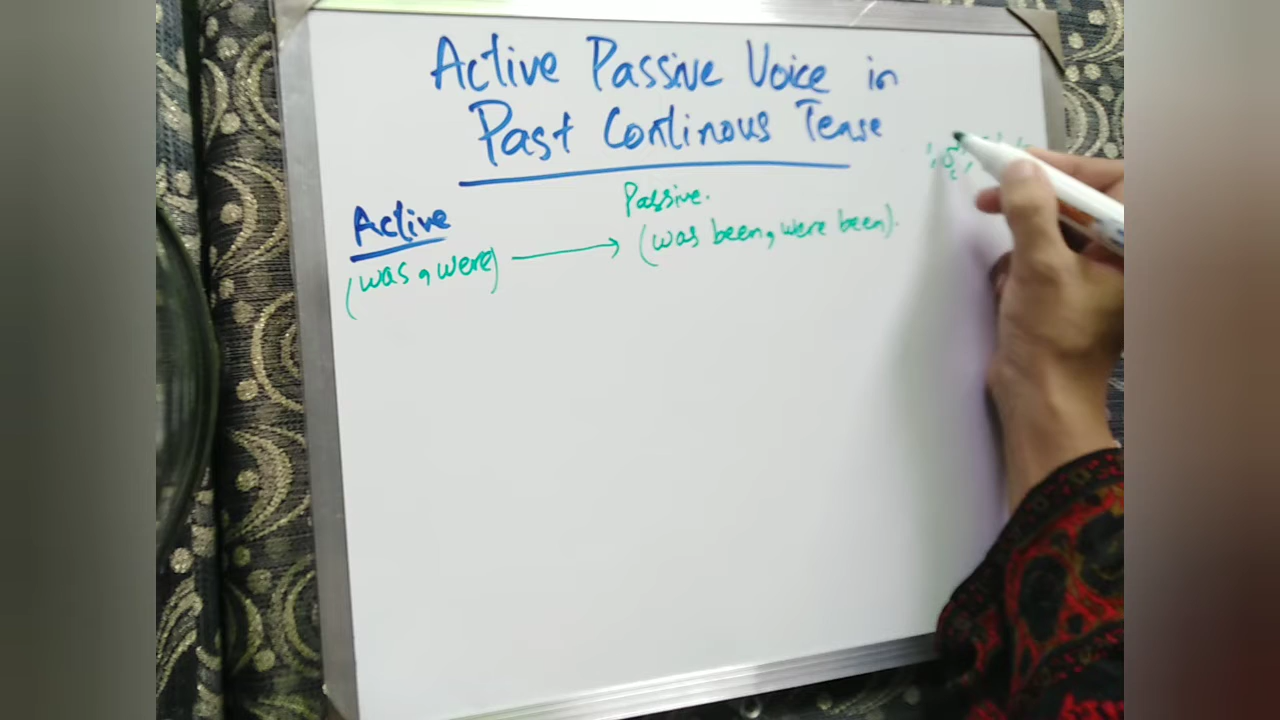 Active Passive Voice in
Past Continous Tense
Active
Passive.
(was, were) → (was been, were been).